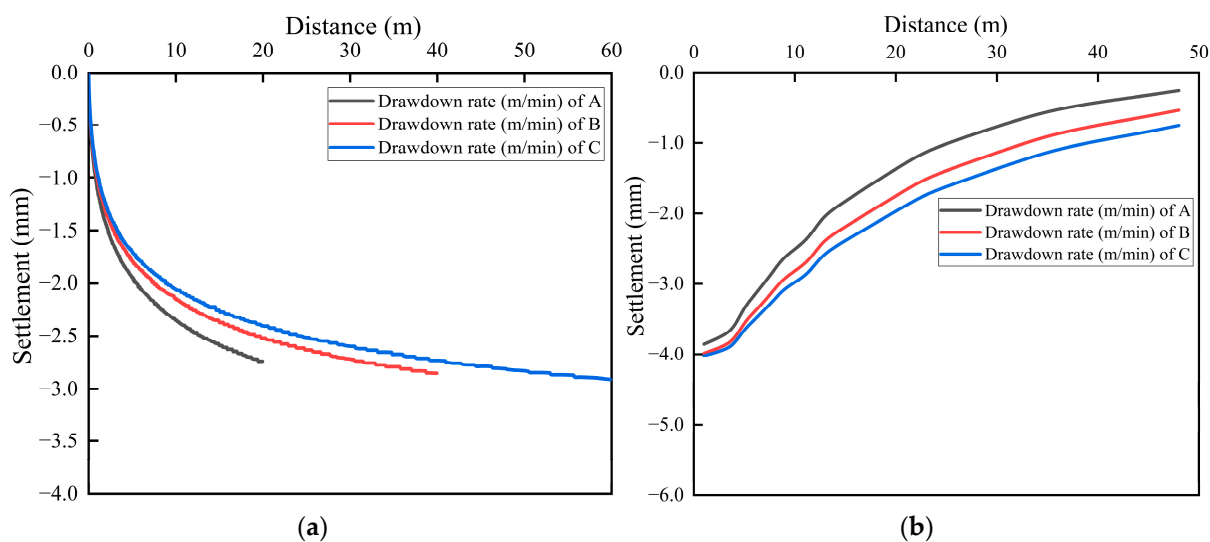 Distance (m)
0 10 20 30 40 50 60
0.0
−0.5
−1.0
−1.5
−2.0
−2.5
−3.0
−3.5
−4.0
Settlement (mm)
Drawdown rate (m/min) of A
Drawdown rate (m/min) of B
Drawdown rate (m/min) of C
(a)
Distance (m)
0 10 20 30 40 50
0.0
−1.0
−2.0
−3.0
−4.0
−5.0
−6.0
Settlement (mm)
Drawdown rate (m/min) of A
Drawdown rate (m/min) of B
Drawdown rate (m/min) of C
(b)